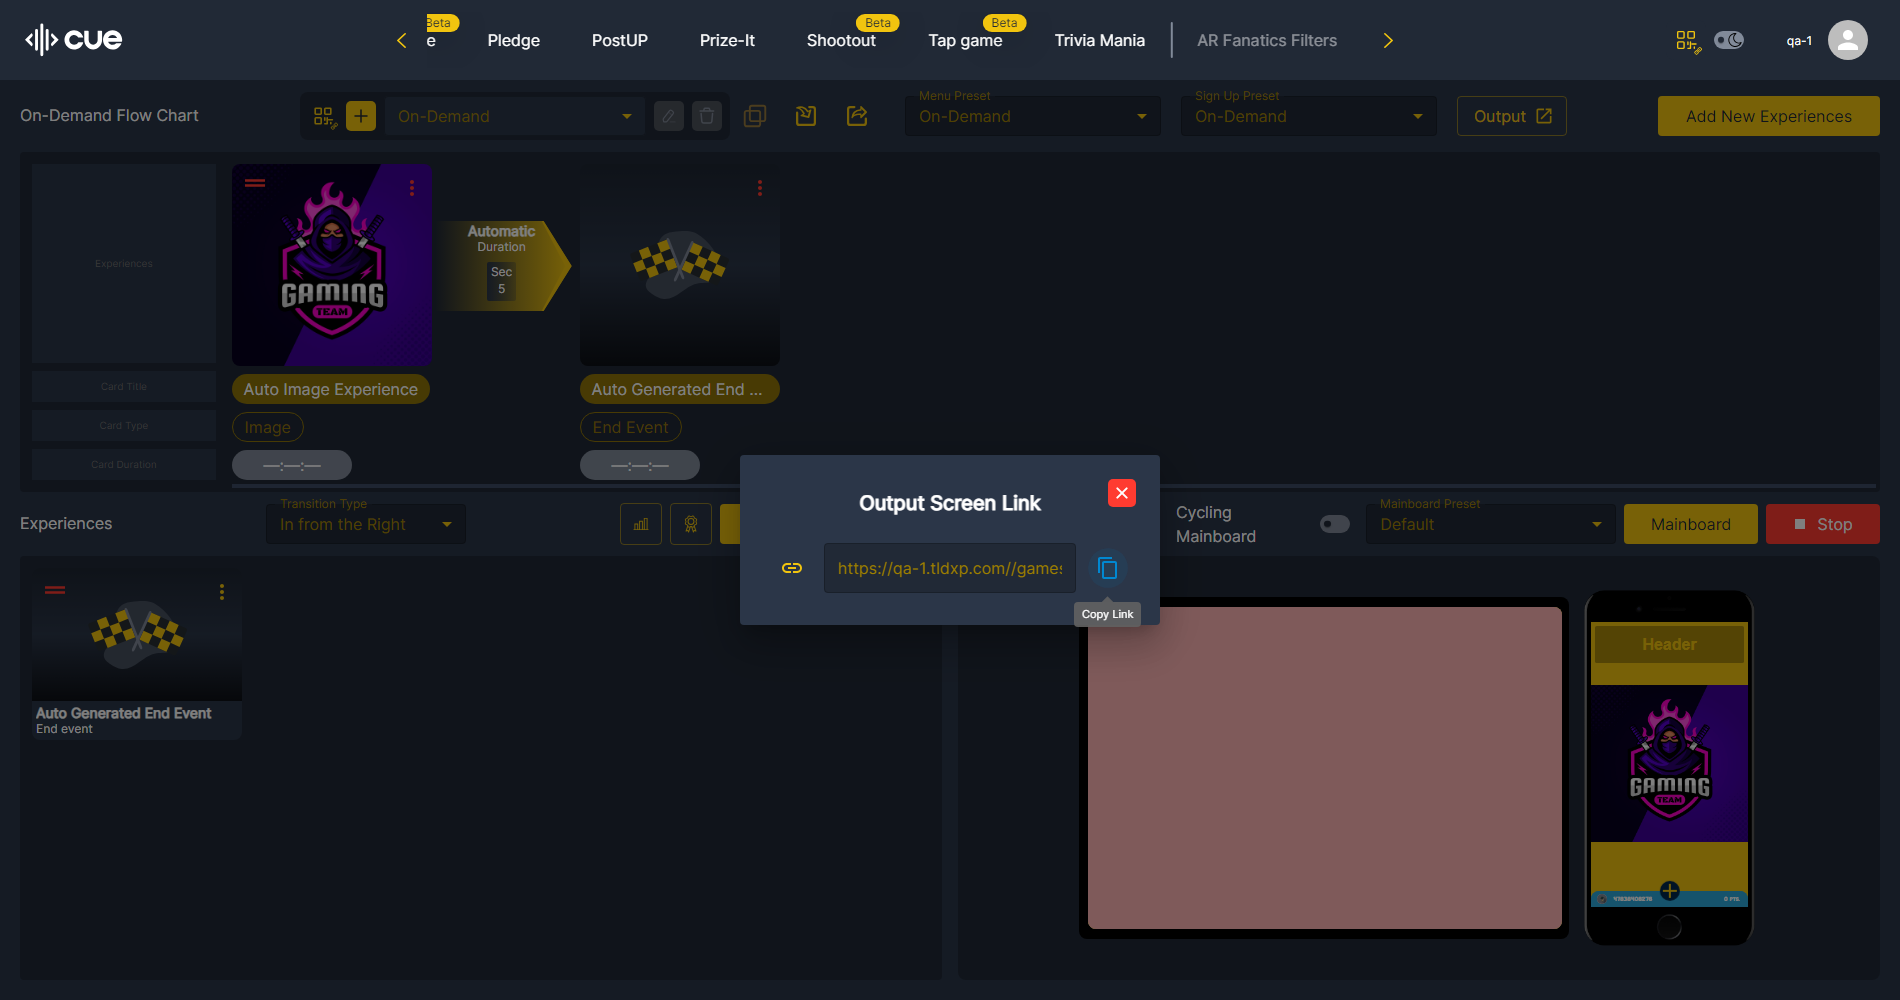 cue
Beta
e
Pledge
PostUP
Prize-It
Beta
Shootout
Beta
Tap game
Trivia Mania
AR Fanatics Filters
qa-1
On-Demand Flow Chart
On-Demand
Menu Preset
On-Demand
Sign Up Preset
On-Demand
Output
Add New Experiences
Experiences
Card Title
Card Type
Card Duration
GAMING
TEAM
Automatic
Duration
Sec
5
Auto Image Experience
Image
—:—:—
Auto Generated End ...
End Event
—:—:—
Output Screen Link
https://qa-1.tldxp.com//games
Copy Link
Experiences
Transition Type
In from the Right
Cycling
Mainboard
Mainboard Preset
Default
Mainboard
Stop
Auto Generated End Event
End event
Header
GAMING
TEAM
0 PTS